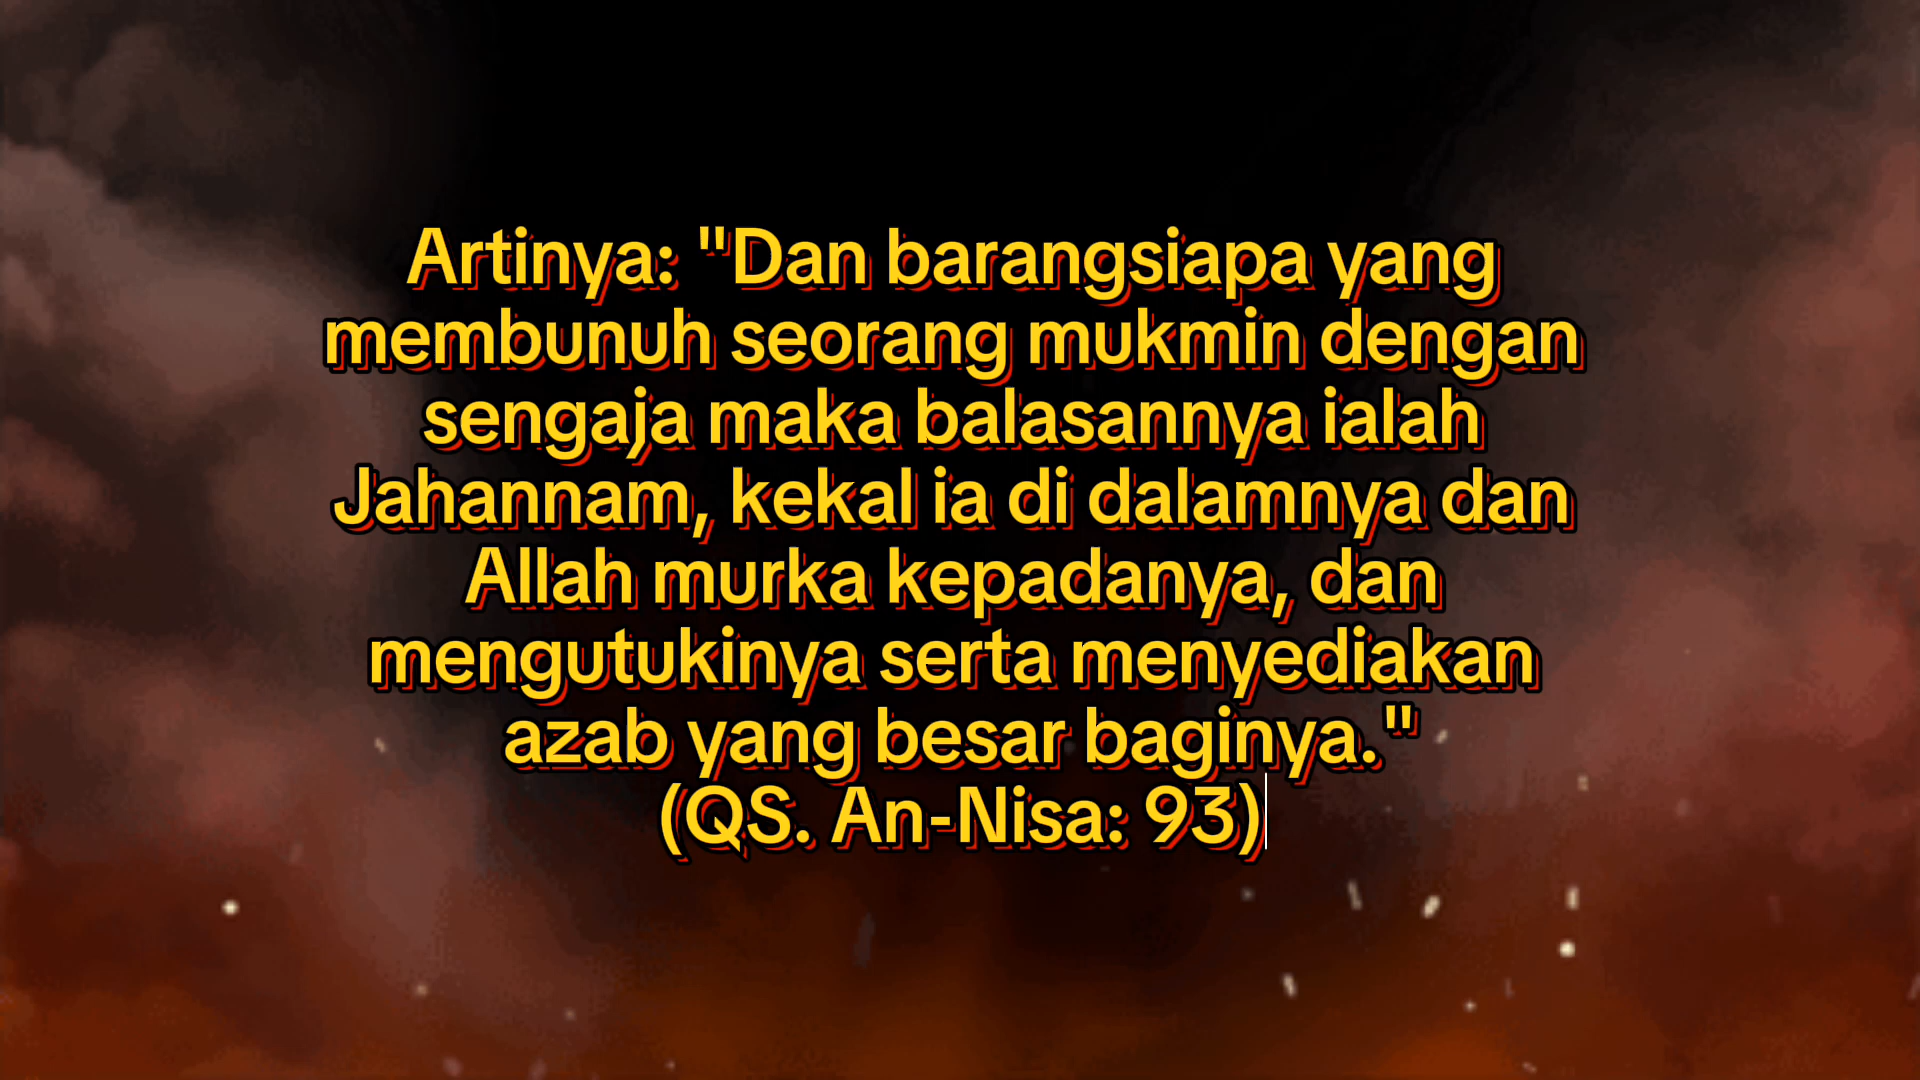 Artinya: "Dan barangsiapa yang
membunuh seorang mukmin dengan
sengaja maka balasannya ialah
Jahannam, kekal ia di dalamnya dan
Allah murka kepadanya, dan
mengutukinya serta menyediakan
azab yang besar baginya."
(QS. An-Nisa: 93)